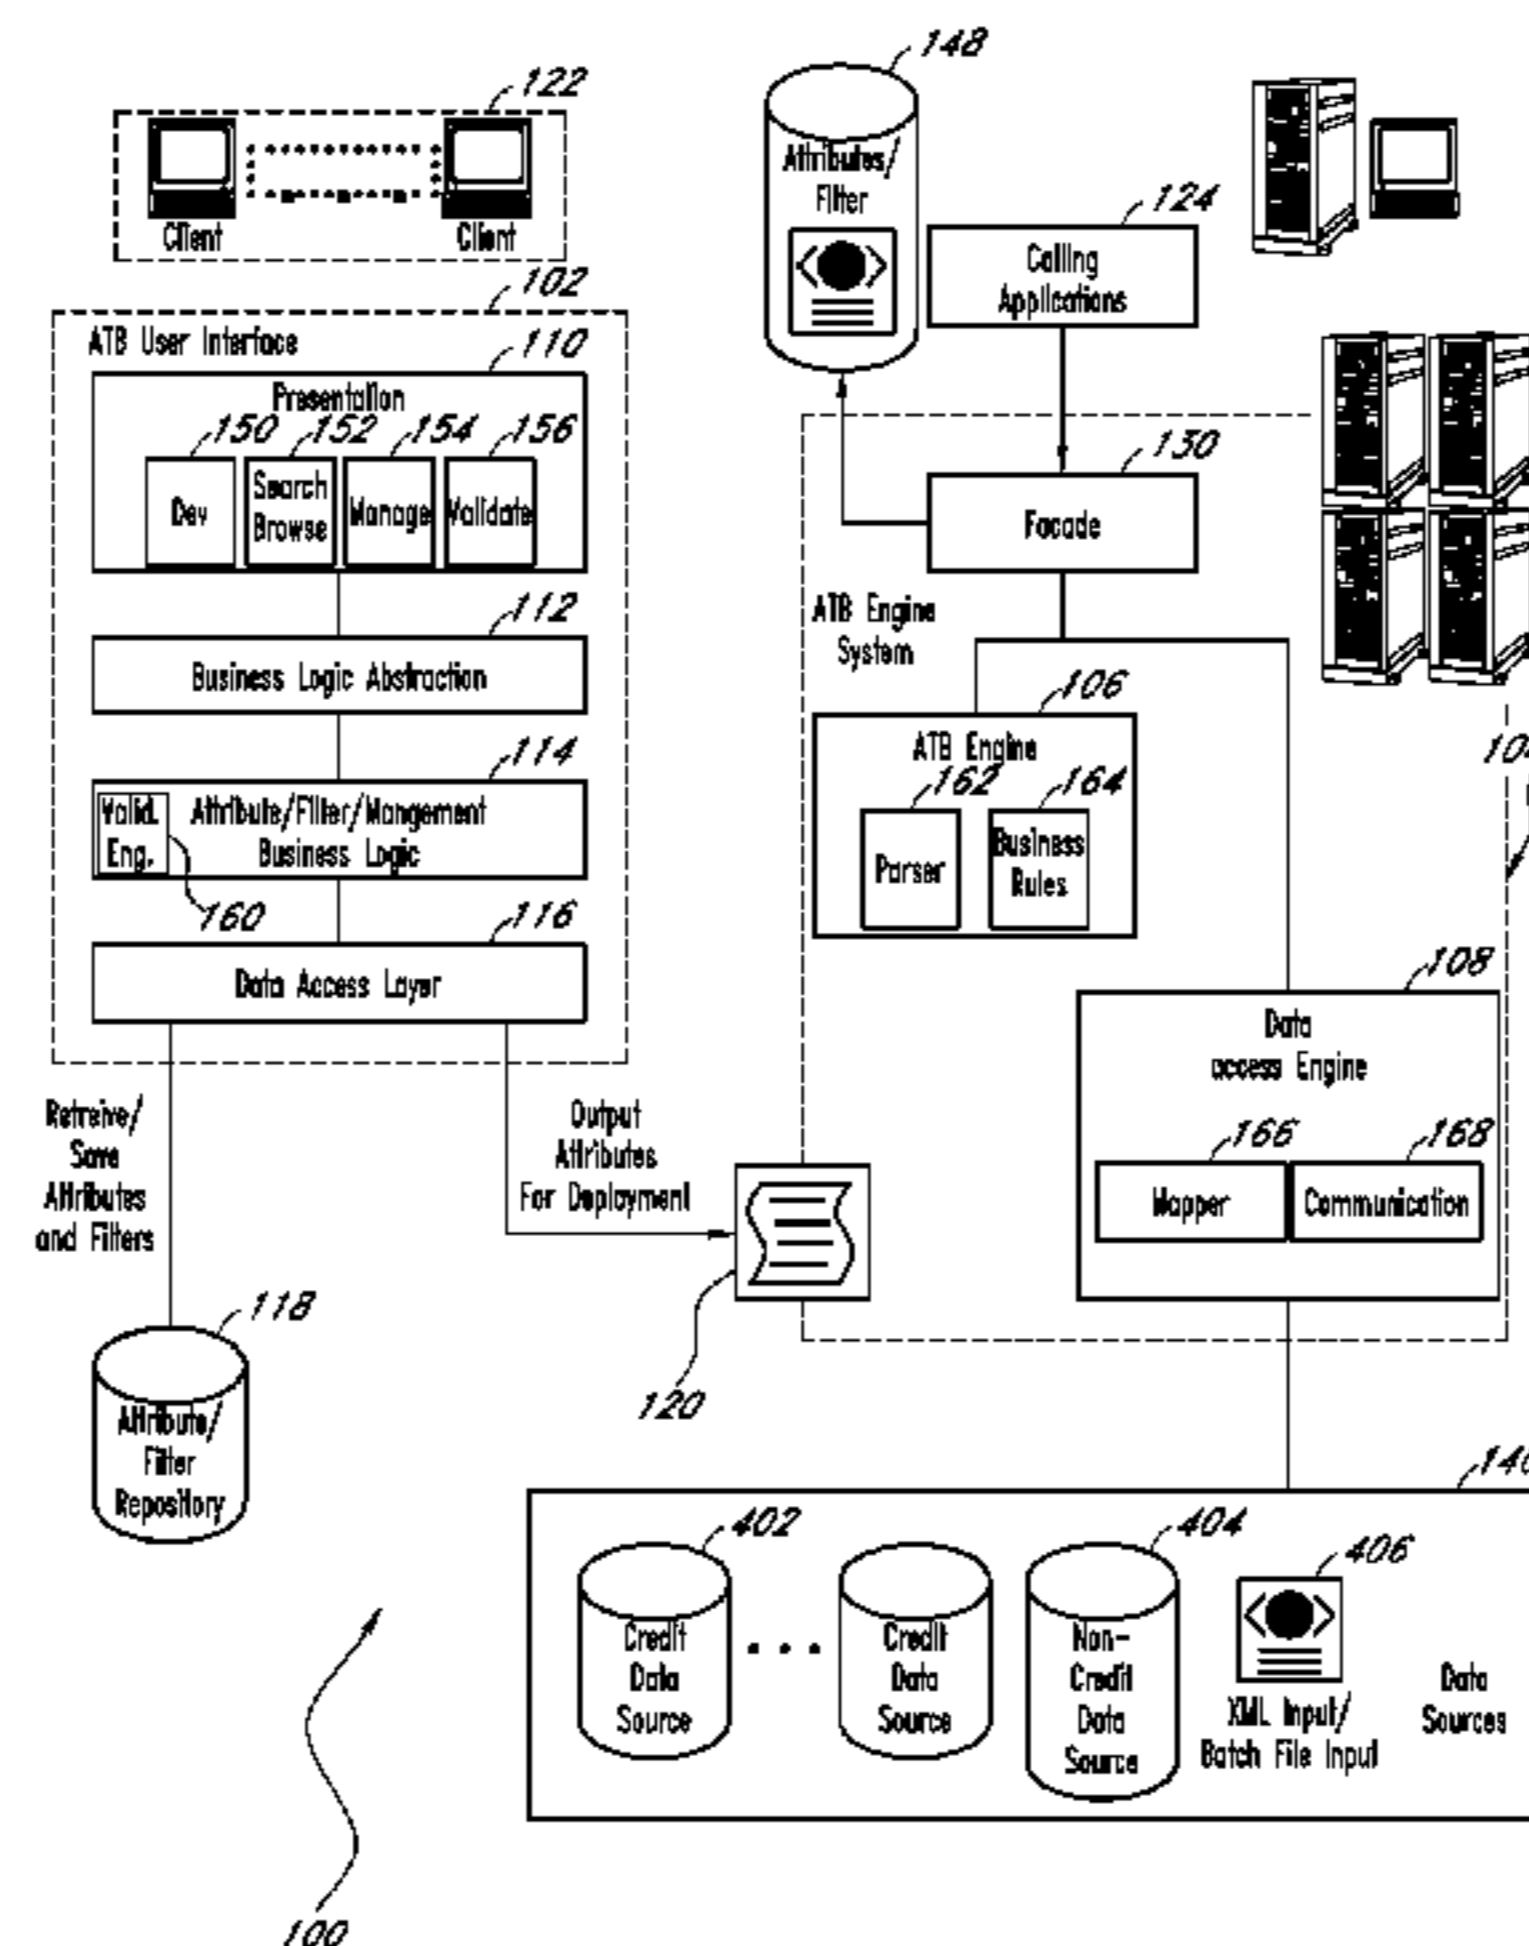 122
Client
Client
102
ATB User Interface
110
Presentation
150
152
154
156
Dev
Search
Browse
Manage
Validate
112
Business Logic Abstraction
114
Valid.
Eng.
Attribute/Filter/Mangement
Business Logic
160
116
Data Access Layer
Retreive/
Save
Attributes
and Filters
Output
Attributes
For Deployment
118
Attribute/
Filter
Repository
120
100
148
Attributes/
Filter
124
Calling
Applications
130
Facade
ATB Engine
System
106
ATB Engine
162
164
Parser
Business
Rules
108
Data
access Engine
166
168
Mapper
Communication
402
Credit
Data
Source
Credit
Data
Source
404
Non-
Credit
Data
Source
406
XML Input/
Batch File Input
Data
Sources